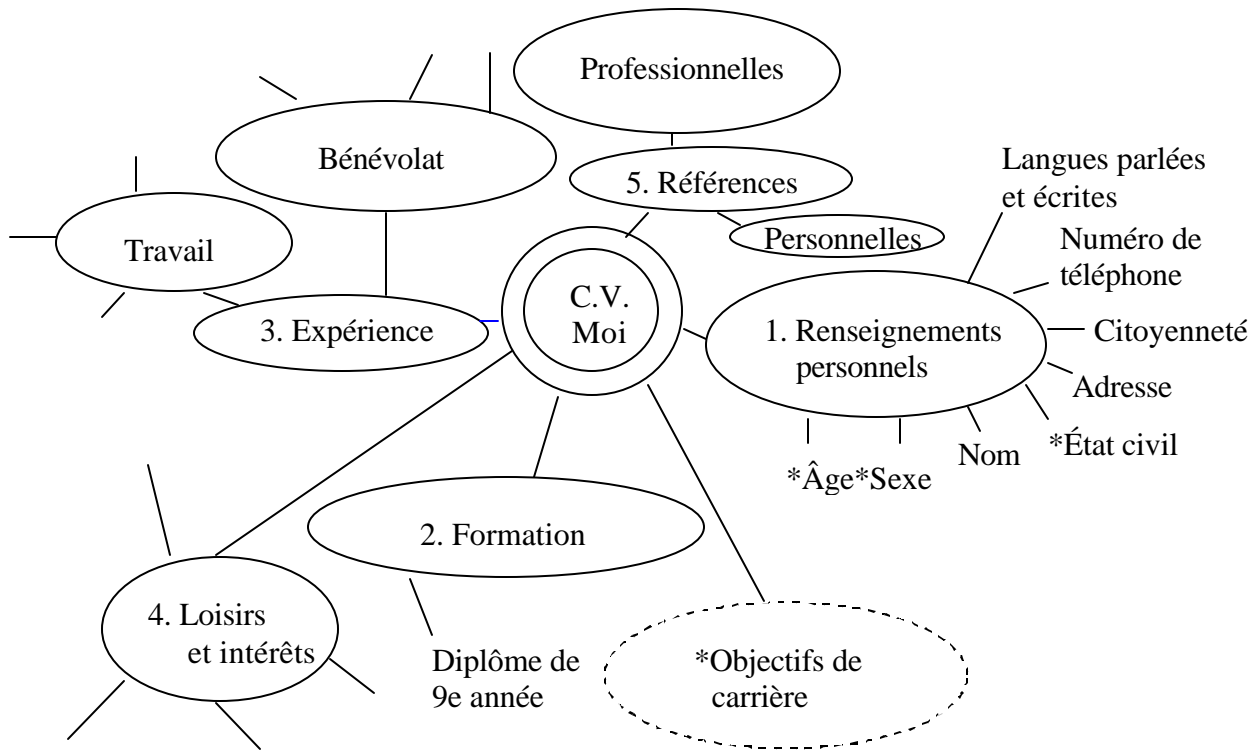 Professionnelles
Bénévolat
5. Références
Langues parlées
et écrites
Personnelles
Numéro de
téléphone
Travail
C.V.
Moi
3. Expérience
1. Renseignements
personnels
Citoyenneté
Adresse
*État civil
Nom
*Âge*Sexe
2. Formation
4. Loisirs
et intérêts
Diplôme de
9e année
*Objectifs de
carrière